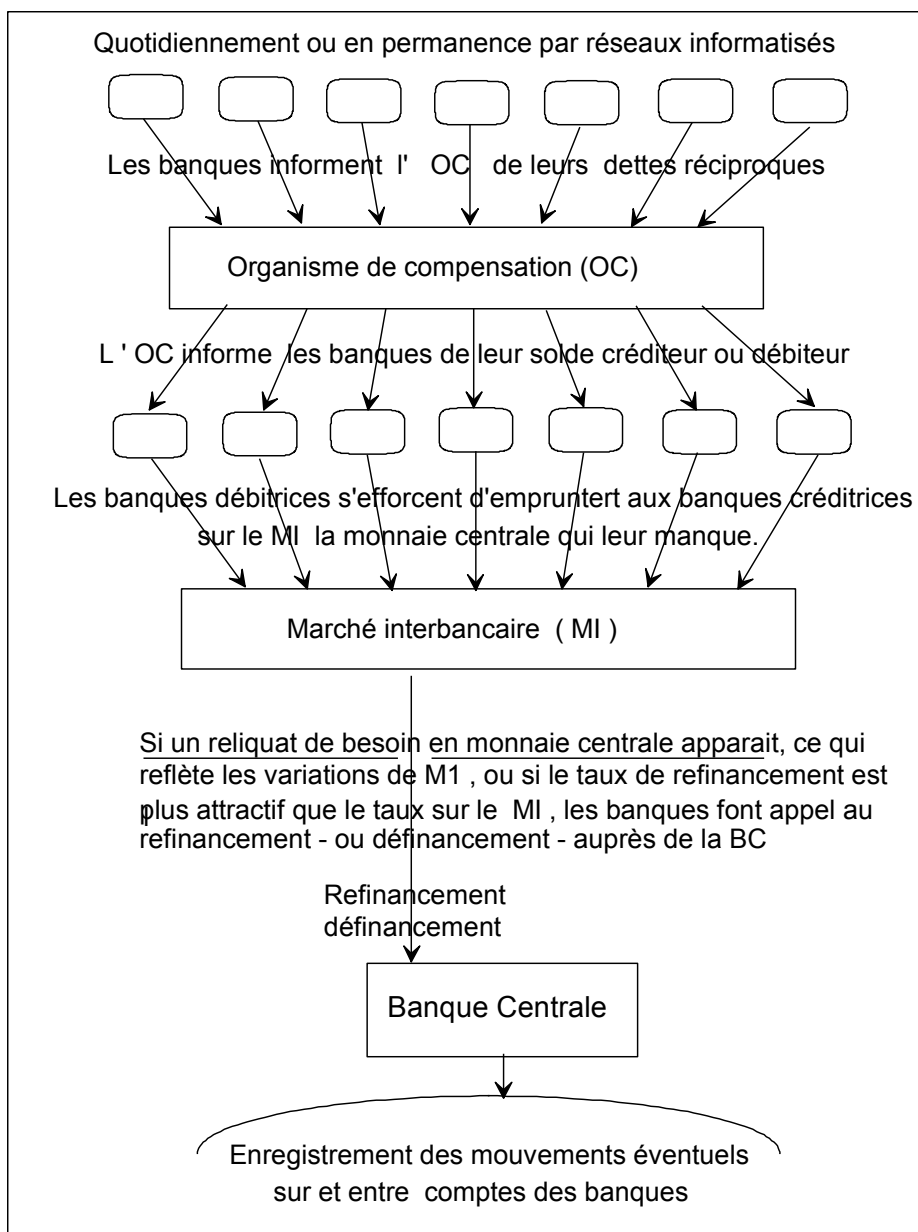 Quotidiennement ou en permanence par réseaux informatisés
Les banques informent l' OC de leurs dettes réciproques
Organisme de compensation (OC)
L ' OC informe les banques de leur solde créditeur ou débiteur
Les banques débitrices s'efforcent d'empruntert aux banques créditrices
sur le MI la monnaie centrale qui leur manque.
Marché interbancaire ( MI )
Si un reliquat de besoin en monnaie centrale apparait, ce qui
reflète les variations de M1 , ou si le taux de refinancement est
plus attractif que le taux sur le MI , les banques font appel au
refinancement - ou définancement - auprès de la BC
Refinancement
définancement
Banque Centrale
Enregistrement des mouvements éventuels
sur et entre comptes des banques